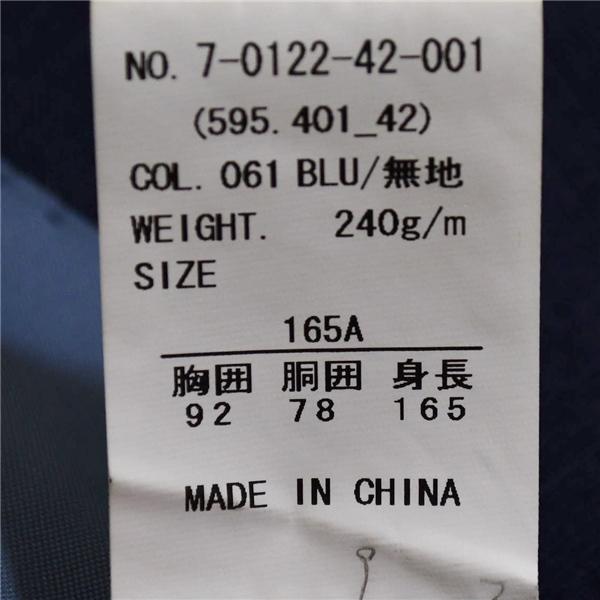 NO. 7-0122-42-001
(595.401_42)
COL. 061 BLU/無地
WEIGHT. 240g/m
SIZE
165A
胸囲 胴囲 身長
92 78 165
MADE IN CHINA